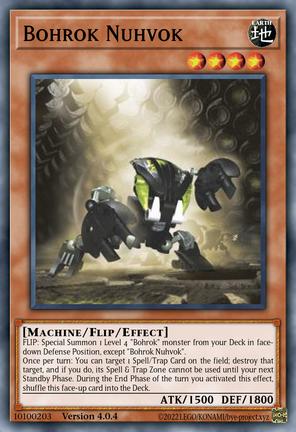 Bohrok Nuhvok
EARTH
地
[Machine/Flip/Effect]
FLIP: Special Summon 1 Level 4 "Bohrok" monster from your Deck in face-
down Defense Position, except "Bohrok Nuhvok".
Once per turn: You can target 1 Spell/Trap Card on the field; destroy that
target, and if you do, its Spell & Trap Zone cannot be used until your next
Standby Phase. During the End Phase of the turn you activated this effect,
shuffle this face-up card into the Deck.
ATK/1500 DEF/1800
10100203 Version 4.0.4 ©2022LEGO/KONAMI/bye-project.xyz